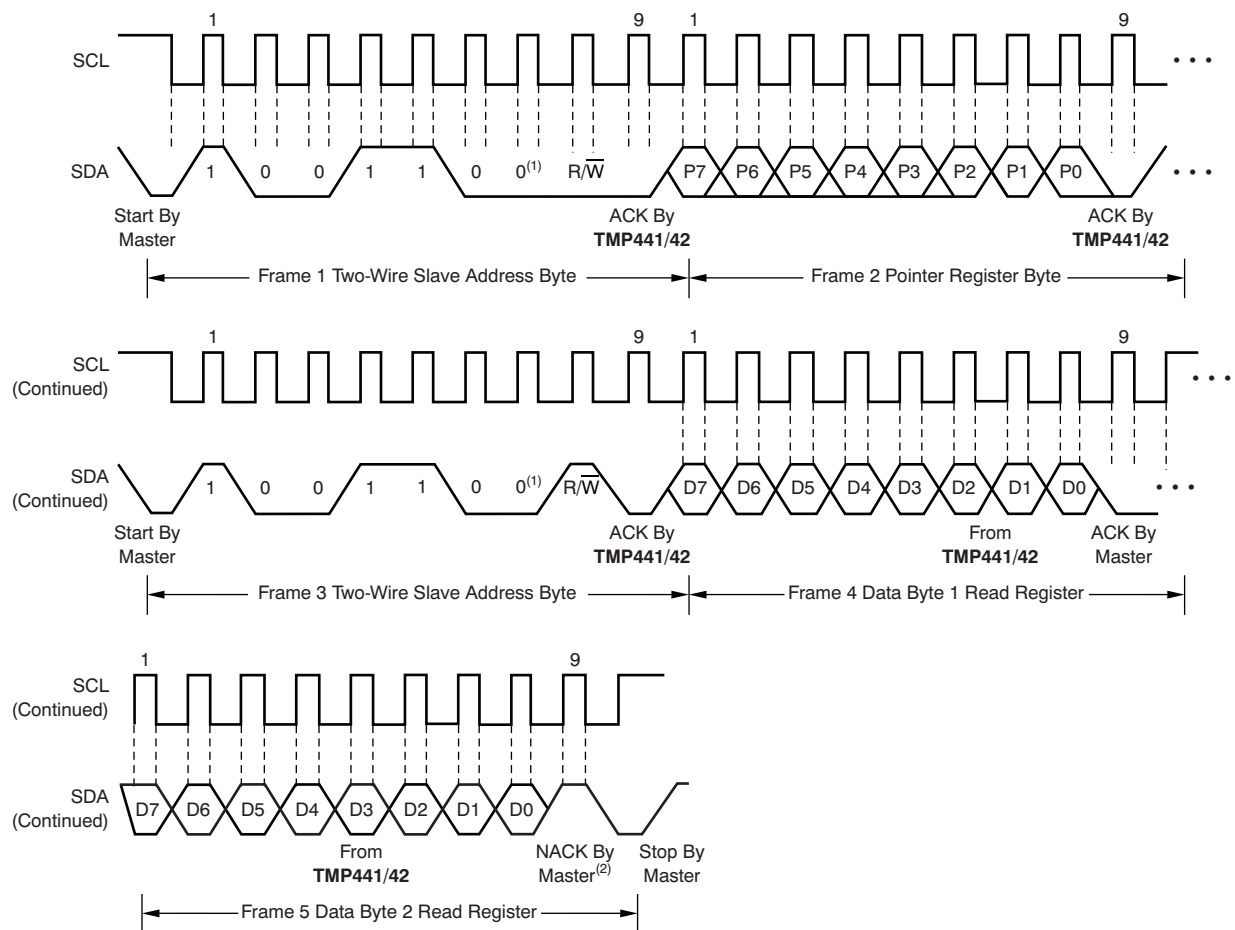 1 9 1 9
SCL
SDA 1 0 0 1 1 0 0(1) R/W P7 P6 P5 P4 P3 P2 P1 P0
Start By Master
ACK By TMP441/42
ACK By TMP441/42
Frame 1 Two-Wire Slave Address Byte
Frame 2 Pointer Register Byte
1 9 1 9
SCL (Continued)
SDA (Continued) 1 0 0 1 1 0 0(1) R/W D7 D6 D5 D4 D3 D2 D1 D0
Start By Master
ACK By TMP441/42
From TMP441/42
ACK By Master
Frame 3 Two-Wire Slave Address Byte
Frame 4 Data Byte 1 Read Register
1 9
SCL (Continued)
SDA (Continued) D7 D6 D5 D4 D3 D2 D1 D0
From TMP441/42
NACK By Master(2)
Stop By Master
Frame 5 Data Byte 2 Read Register